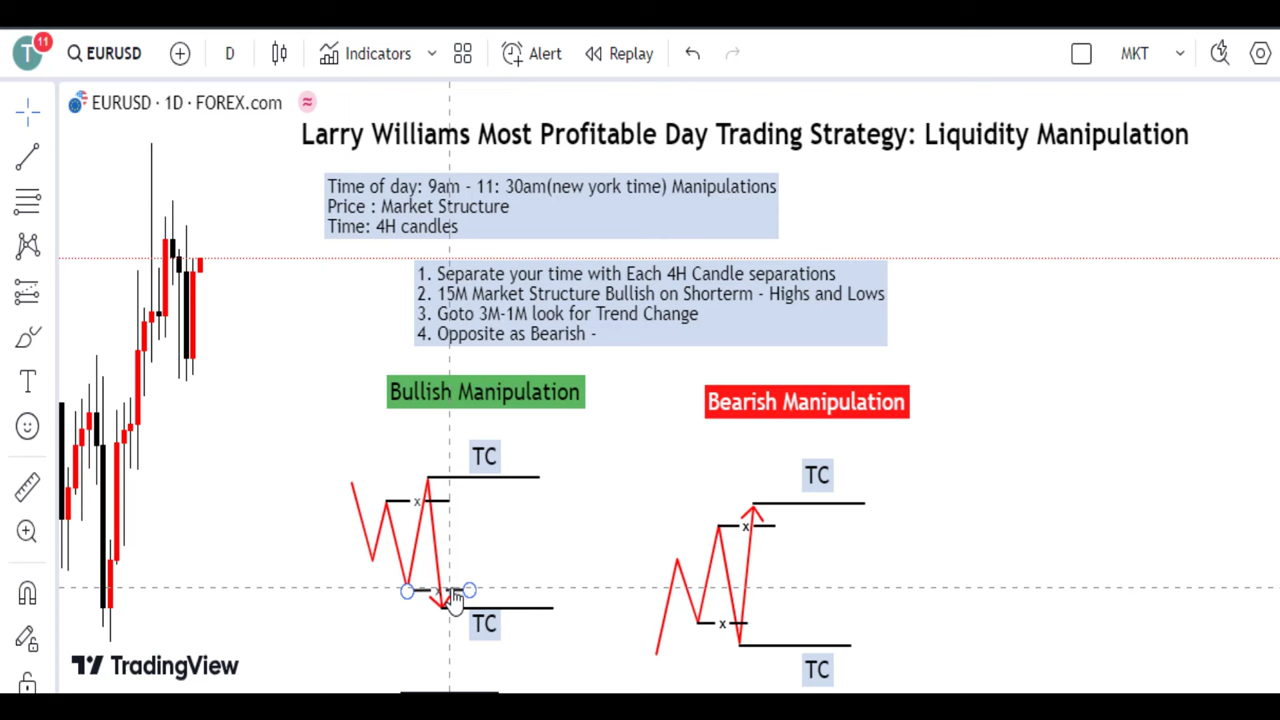 T
11
EURUSD
D
Indicators
Alert
Replay
MKT
EURUSD · 1D · FOREX.com
Larry Williams Most Profitable Day Trading Strategy: Liquidity Manipulation
Time of day: 9am - 11: 30am(new york time) Manipulations
Price : Market Structure
Time: 4H candles
1. Separate your time with Each 4H Candle separations
2. 15M Market Structure Bullish on Shorterm - Highs and Lows
3. Goto 3M-1M look for Trend Change
4. Opposite as Bearish -
Bullish Manipulation
Bearish Manipulation
TC
TC
x
x
x
x
TC
TC
TradingView